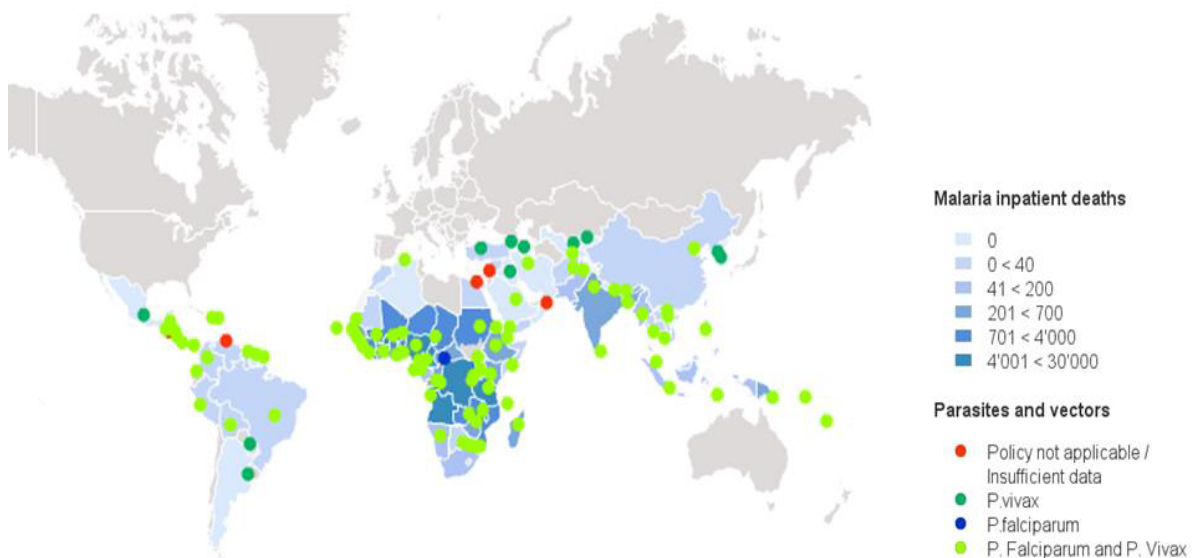 Malaria inpatient deaths
0
0 < 40
41 < 200
201 < 700
701 < 4'000
4'001 < 30'000
Parasites and vectors
Policy not applicable /
Insufficient data
P.vivax
P.falciparum
P. Falciparum and P. Vivax